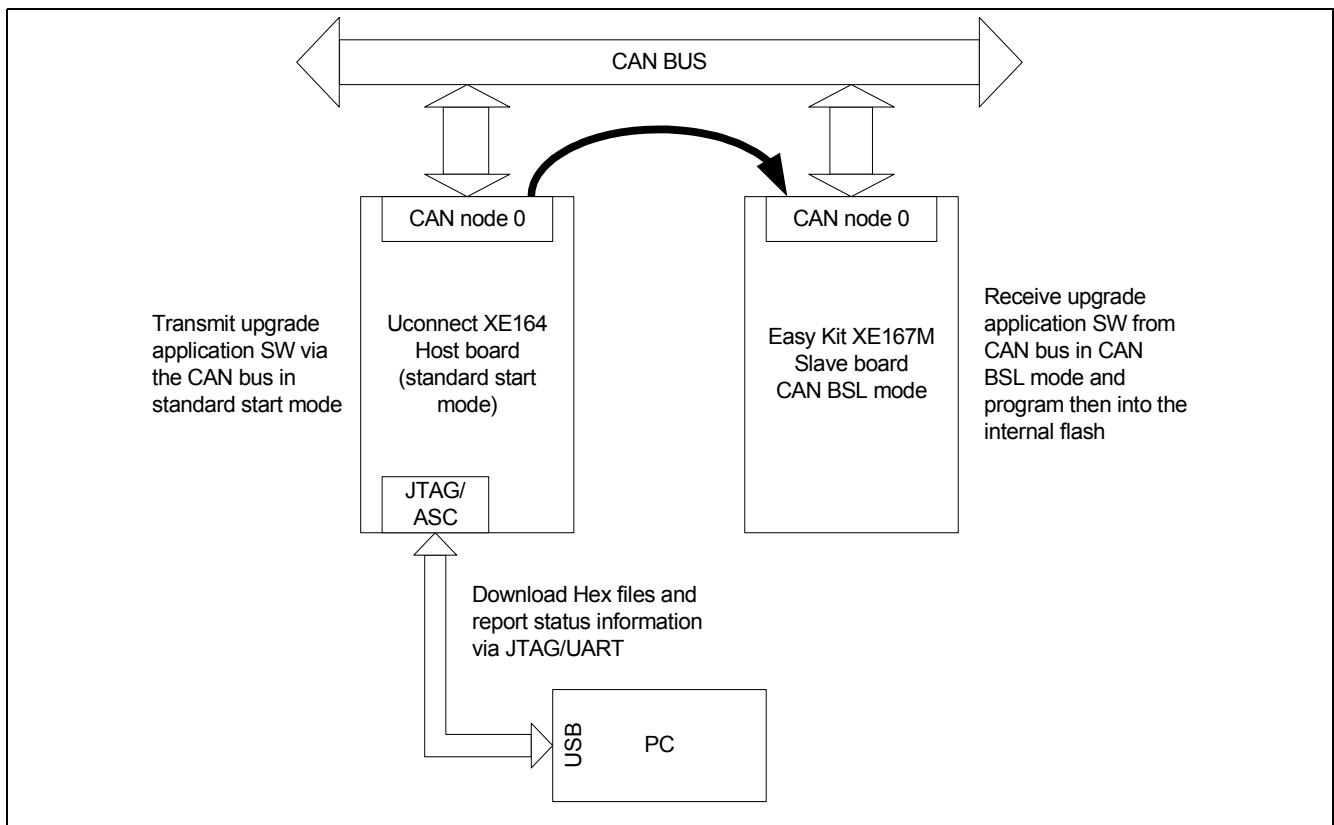 CAN BUS
CAN node 0
CAN node 0
Transmit upgrade
application SW via
the CAN bus in
standard start mode
Uconnect XE164
Host board
(standard start
mode)
Easy Kit XE167M
Slave board
CAN BSL mode
Receive upgrade
application SW from
CAN bus in CAN
BSL mode and
program then into the
internal flash
JTAG/
ASC
Download Hex files and
report status information
via JTAG/UART
USB
PC